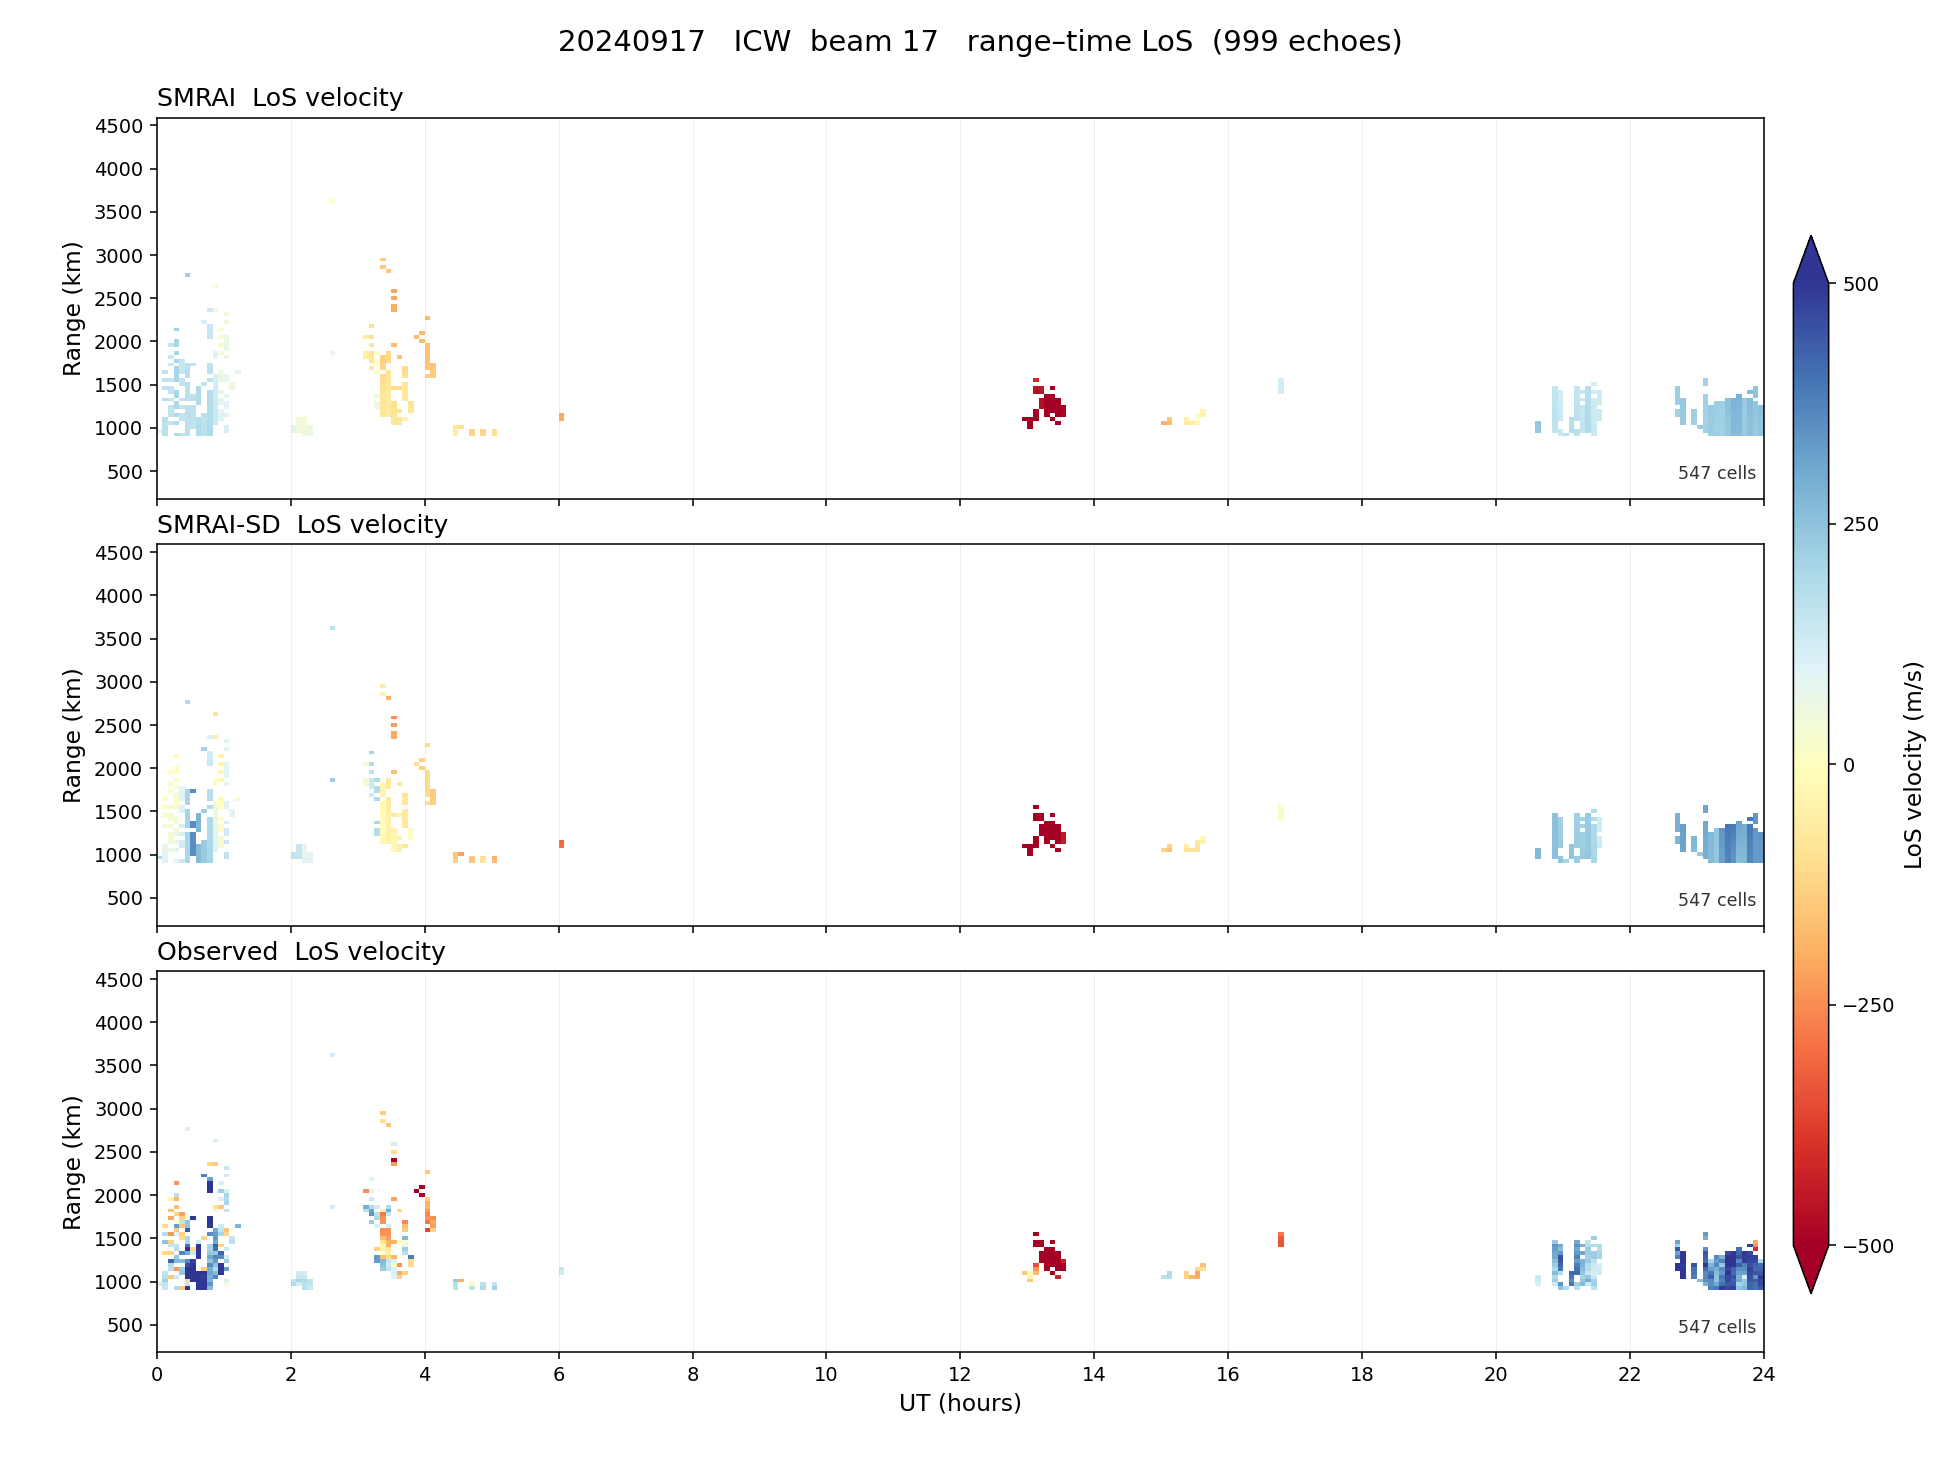 20240917   ICW  beam 17   range–time LoS  (999 echoes)
SMRAI  LoS velocity
4500
4000
3500
3000
2500
2000
1500
1000
500
Range (km)
547 cells
SMRAI-SD  LoS velocity
4500
4000
3500
3000
2500
2000
1500
1000
500
Range (km)
547 cells
Observed  LoS velocity
4500
4000
3500
3000
2500
2000
1500
1000
500
Range (km)
547 cells
0 2 4 6 8 10 12 14 16 18 20 22 24
UT (hours)
500
250
0
−250
−500
LoS velocity (m/s)